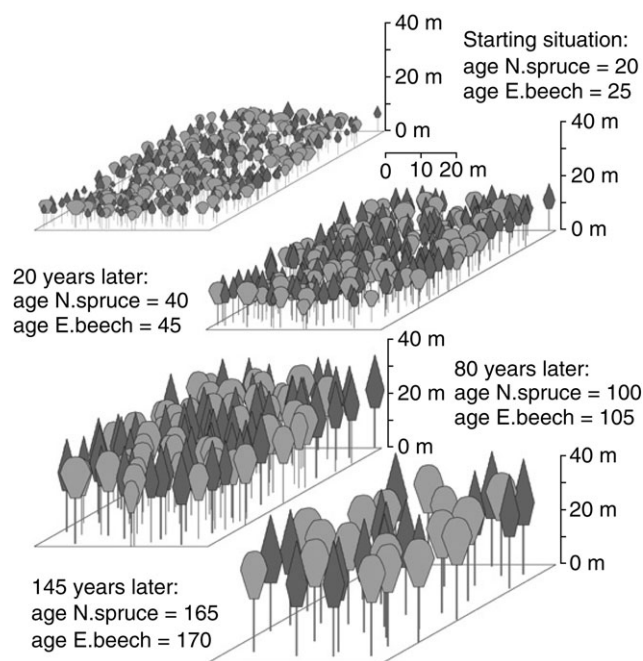 40 m
20 m
0 m
Starting situation:
age N.spruce = 20
age E.beech = 25
0 10 20 m
40 m
20 m
0 m
20 years later:
age N.spruce = 40
age E.beech = 45
40 m
20 m
0 m
80 years later:
age N.spruce = 100
age E.beech = 105
40 m
20 m
0 m
145 years later:
age N.spruce = 165
age E.beech = 170